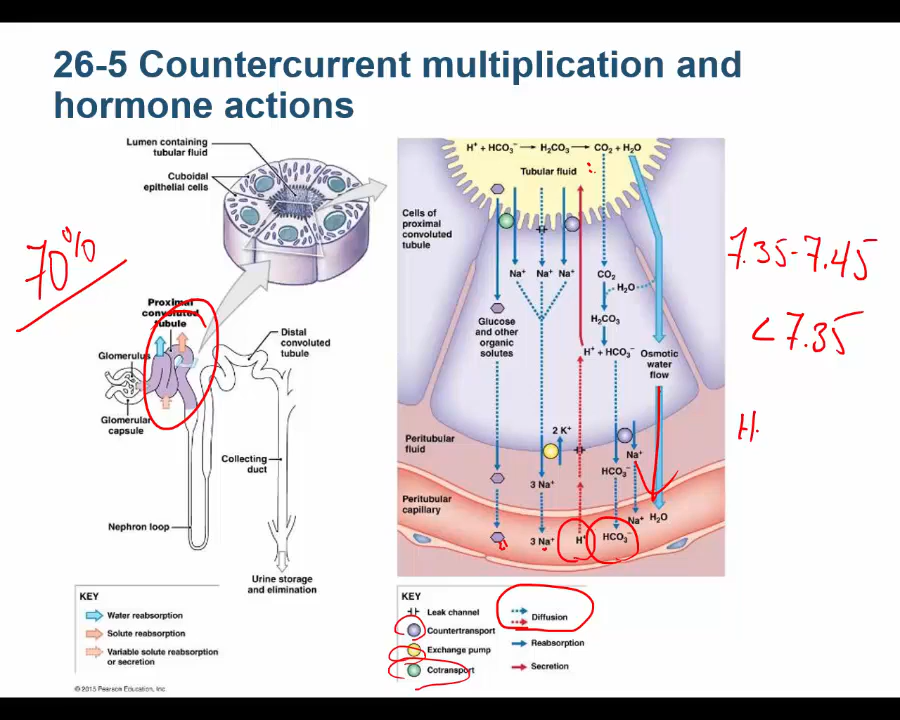 26-5 Countercurrent multiplication and
hormone actions
Lumen containing
tubular fluid
Cuboidal
epithelial cells
70%
Proximal
convoluted
tubule
Glomerulus
Glomerular
capsule
Distal
convoluted
tubule
Collecting
duct
Nephron loop
Urine storage
and elimination
KEY
Water reabsorption
Solute reabsorption
Variable solute reabsorption
or secretion
© 2015 Pearson Education, Inc.
H⁺ + HCO₃⁻ → H₂CO₃ → CO₂ + H₂O
Tubular fluid
Cells of
proximal
convoluted
tubule
Na⁺ Na⁺ Na⁺
CO₂
H₂O
H₂CO₃
Glucose
and other
organic
solutes
H⁺ + HCO₃⁻
Osmotic
water
flow
2 K⁺
Peritubular
fluid
Na⁺
HCO₃⁻
3 Na⁺
Peritubular
capillary
Na⁺ H₂O
3 Na⁺ H⁺ HCO₃⁻
KEY
Leak channel
Countertransport
Exchange pump
Cotransport
Diffusion
Reabsorption
Secretion
7.35-7.45
<7.35
H